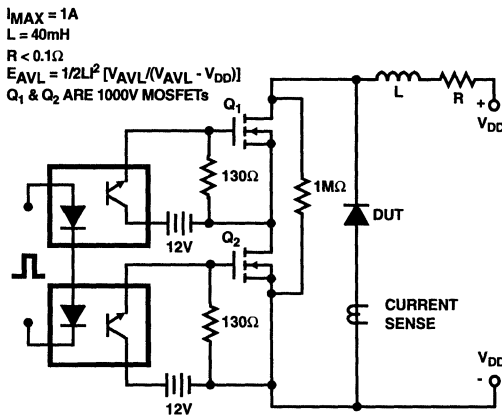 IMAX = 1A
L = 40mH
R < 0.1Ω
EAVL = 1/2LI² [VAVL/(VAVL - VDD)]
Q1 & Q2 ARE 1000V MOSFETs
Q1
L
R
+
VDD
130Ω
1MΩ
DUT
12V
Q2
130Ω
CURRENT
SENSE
VDD
-
12V